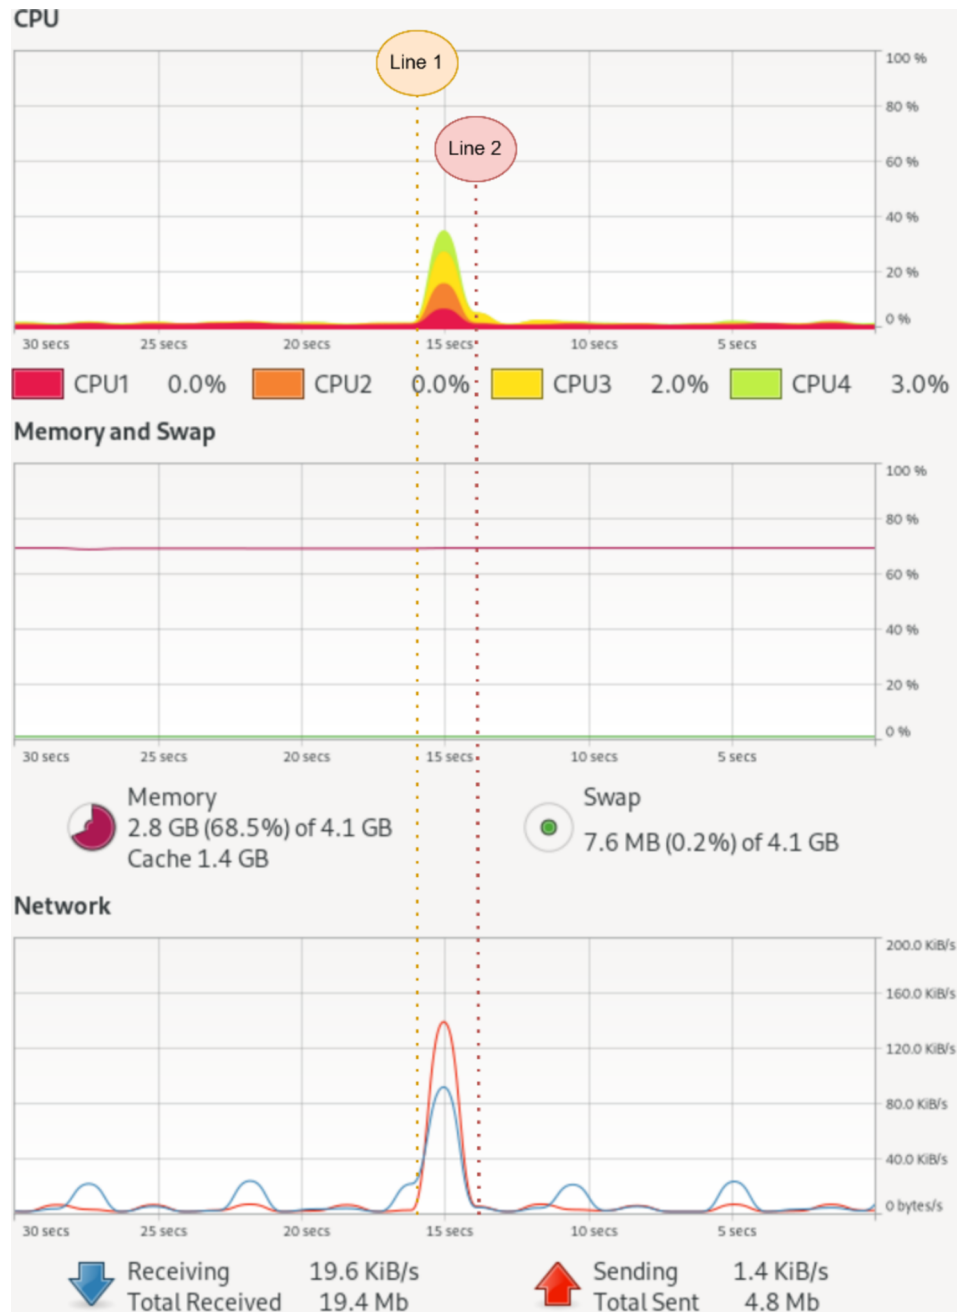 CPU
Line 1
Line 2
100 %
80 %
60 %
40 %
20 %
0 %
30 secs 25 secs 20 secs 15 secs 10 secs 5 secs
CPU1 0.0% CPU2 0.0% CPU3 2.0% CPU4 3.0%
Memory and Swap
100 %
80 %
60 %
40 %
20 %
0 %
30 secs 25 secs 20 secs 15 secs 10 secs 5 secs
Memory
2.8 GB (68.5%) of 4.1 GB
Cache 1.4 GB
Swap
7.6 MB (0.2%) of 4.1 GB
Network
200.0 KiB/s
160.0 KiB/s
120.0 KiB/s
80.0 KiB/s
40.0 KiB/s
0 bytes/s
30 secs 25 secs 20 secs 15 secs 10 secs 5 secs
Receiving 19.6 KiB/s
Total Received 19.4 Mb
Sending 1.4 KiB/s
Total Sent 4.8 Mb